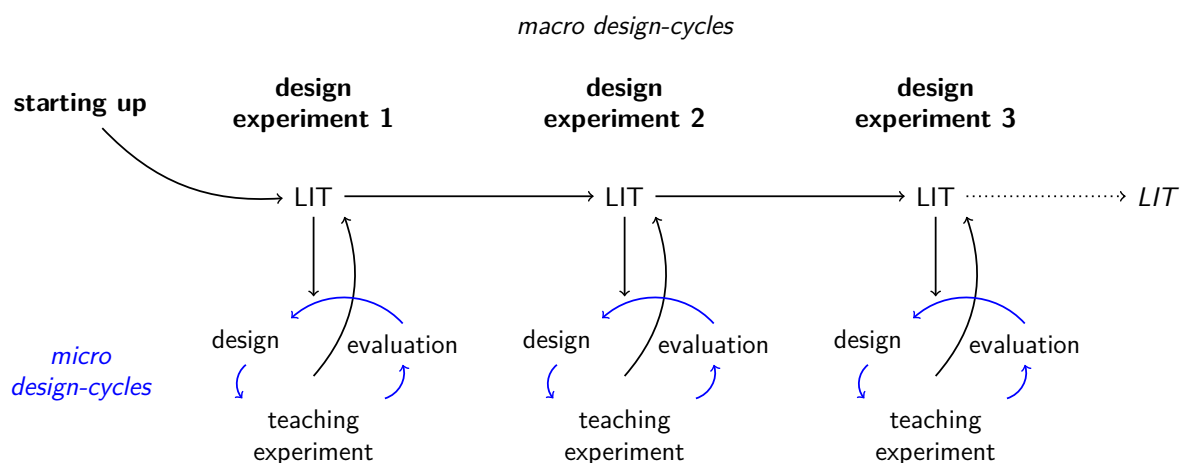 macro design-cycles
starting up
design
experiment 1
design
experiment 2
design
experiment 3
LIT
LIT
LIT
LIT
micro
design-cycles
design
evaluation
teaching
experiment
design
evaluation
teaching
experiment
design
evaluation
teaching
experiment